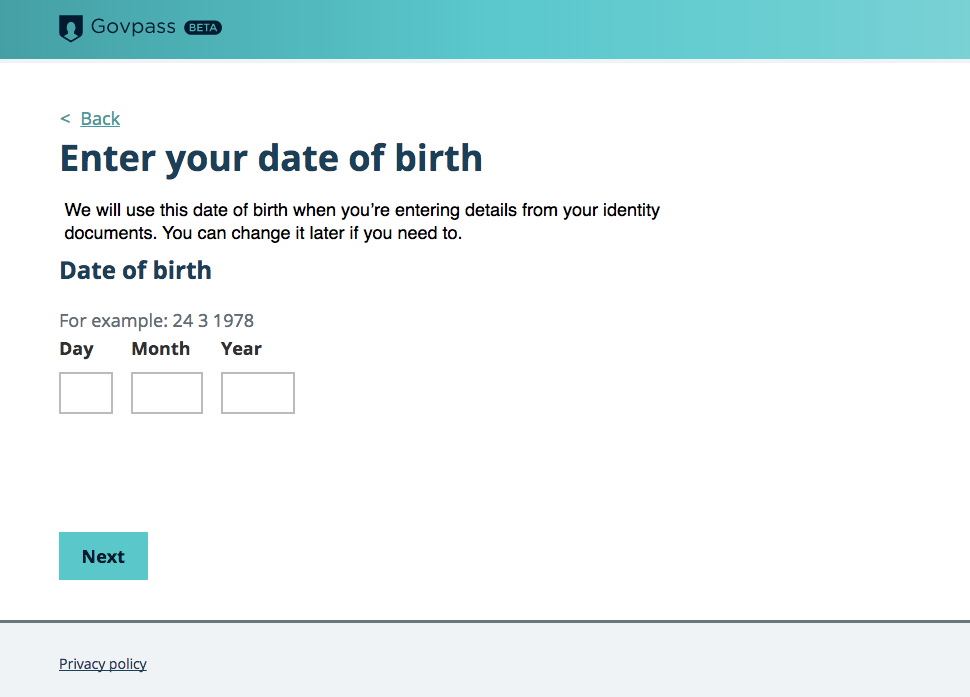 Govpass BETA
< Back
Enter your date of birth
We will use this date of birth when you’re entering details from your identity
documents. You can change it later if you need to.
Date of birth
For example: 24 3 1978
Day Month Year
Next
Privacy policy